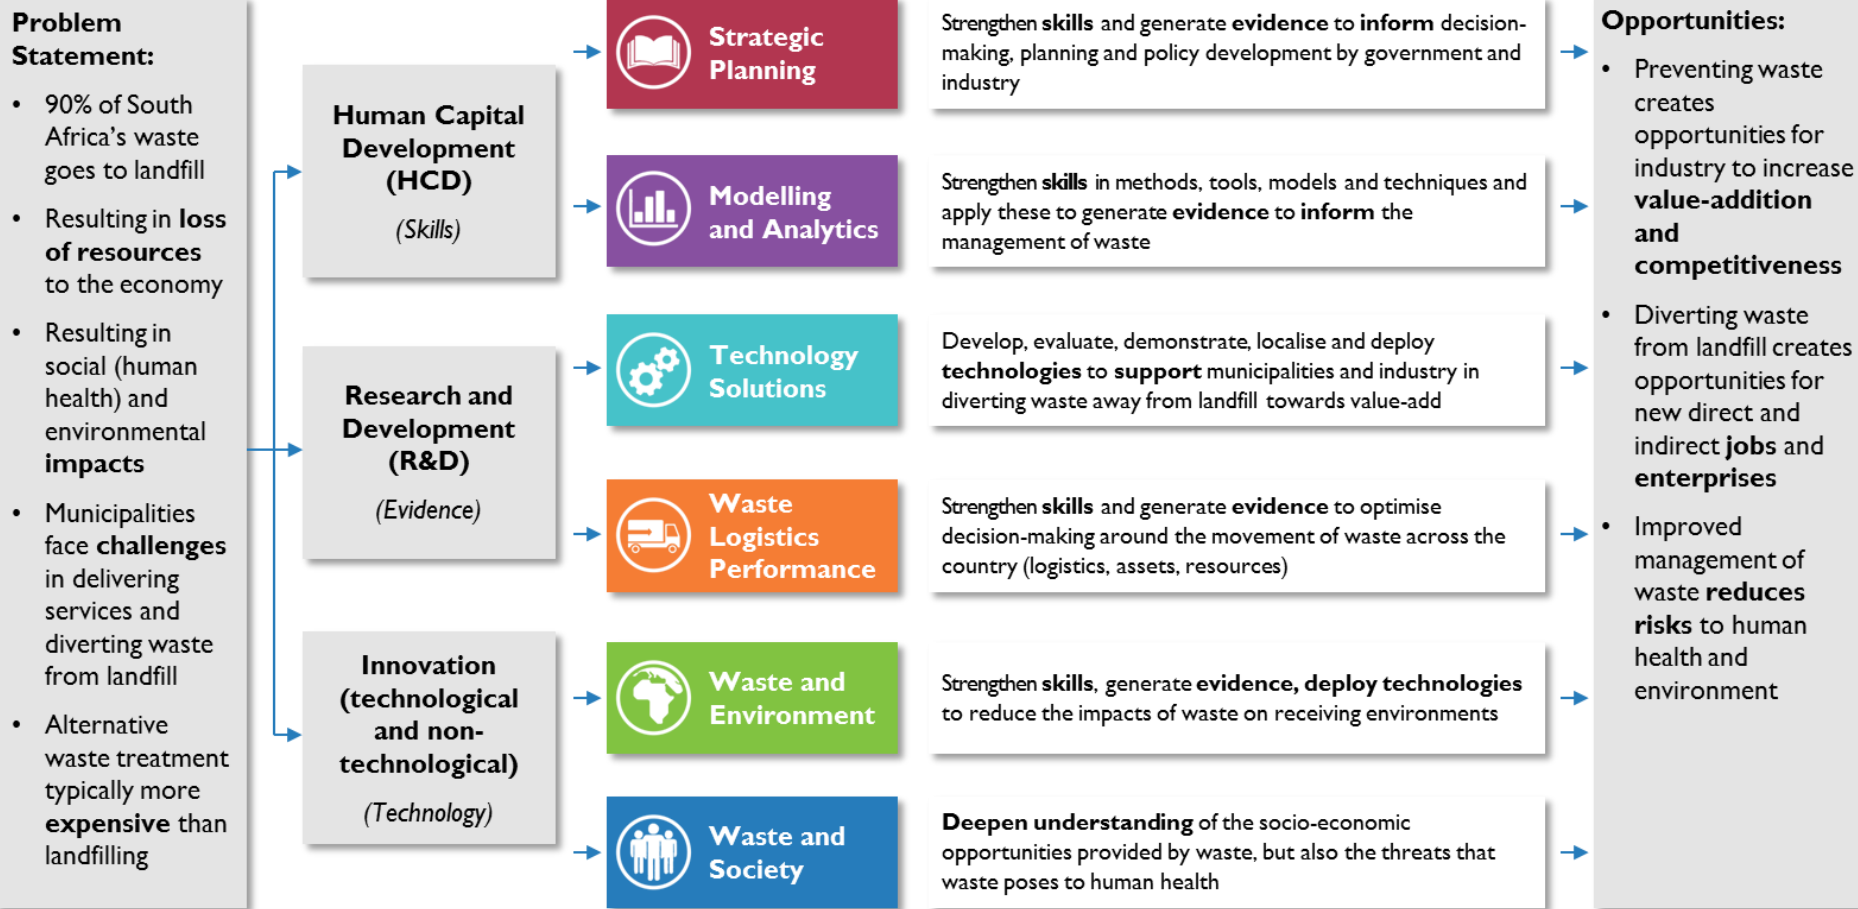 Problem
Statement:
• 90% of South
Africa's waste
goes to landfill
• Resulting in loss
of resources
to the economy
• Resulting in
social (human
health) and
environmental
impacts
• Municipalities
face challenges
in delivering
services and
diverting waste
from landfill
• Alternative
waste treatment
typically more
expensive than
landfilling
Human Capital
Development
(HCD)
(Skills)
Research and
Development
(R&D)
(Evidence)
Innovation
(technological
and non-
technological)
(Technology)
Strategic
Planning
Strengthen skills and generate evidence to inform decision-
making, planning and policy development by government and
industry
Modelling
and Analytics
Strengthen skills in methods, tools, models and techniques and
apply these to generate evidence to inform the
management of waste
Technology
Solutions
Develop, evaluate, demonstrate, localise and deploy
technologies to support municipalities and industry in
diverting waste away from landfill towards value-add
Waste
Logistics
Performance
Strengthen skills and generate evidence to optimise
decision-making around the movement of waste across the
country (logistics, assets, resources)
Waste and
Environment
Strengthen skills, generate evidence, deploy technologies
to reduce the impacts of waste on receiving environments
Waste and
Society
Deepen understanding of the socio-economic
opportunities provided by waste, but also the threats that
waste poses to human health
Opportunities:
• Preventing waste
creates
opportunities for
industry to increase
value-addition
and
competitiveness
• Diverting waste
from landfill creates
opportunities for
new direct and
indirect jobs and
enterprises
• Improved
management of
waste reduces
risks to human
health and
environment